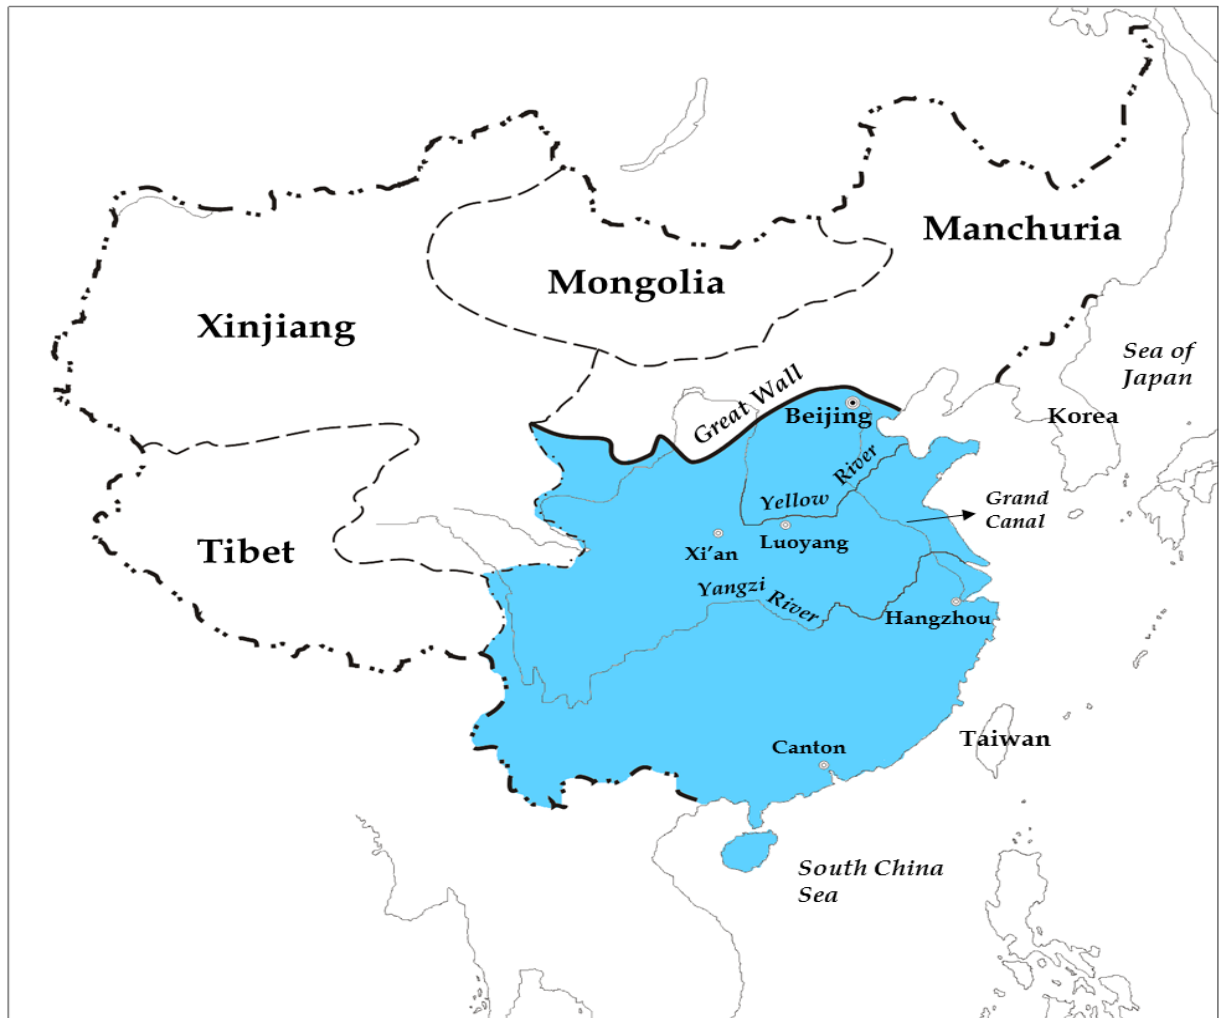 Manchuria
Mongolia
Xinjiang
Sea of
Japan
Great Wall
Beijing
Korea
Yellow
River
Grand
Canal
Xi’an
Luoyang
Tibet
Yangzi
River
Hangzhou
Taiwan
Canton
South China
Sea